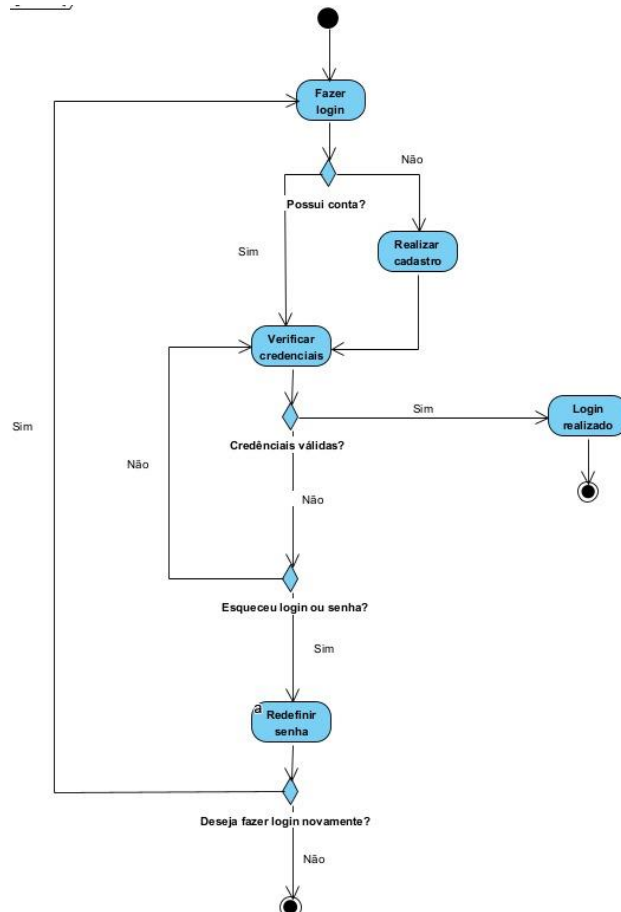 Fazer
login
Não
Possui conta?
Sim
Realizar
cadastro
Verificar
credenciais
Sim
Login
realizado
Credênciais válidas?
Sim
Não
Não
Esqueceu login ou senha?
Sim
a
Redefinir
senha
Deseja fazer login novamente?
Não